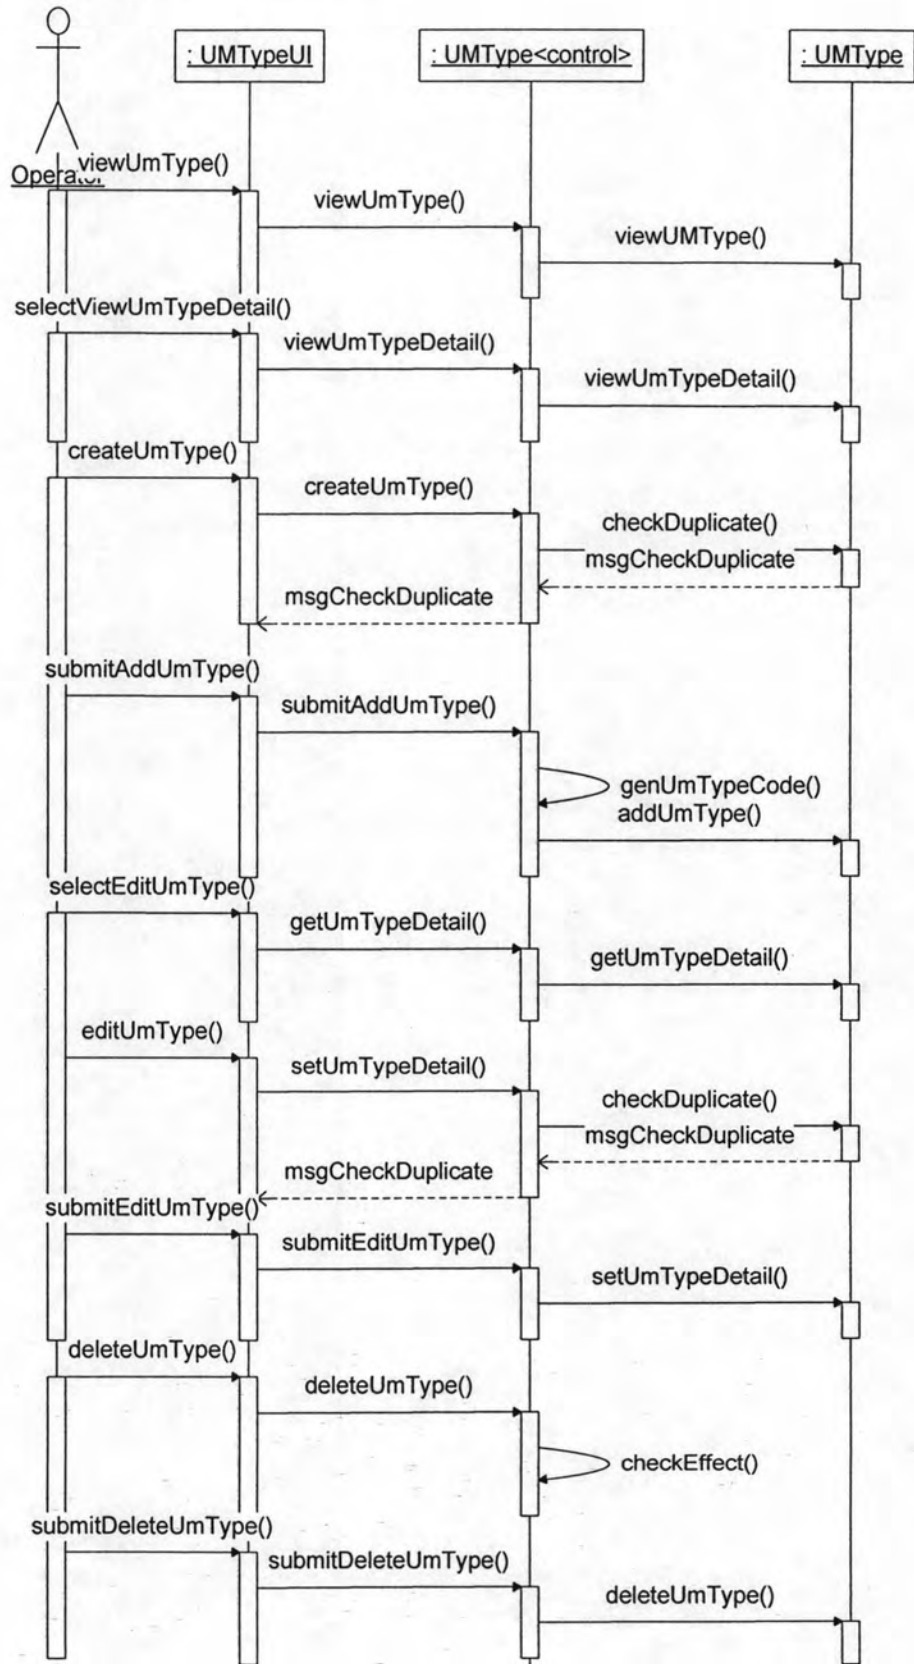 : UMTypeUI
: UMType<control>
: UMType
viewUmType()
viewUmType()
viewUMType()
selectViewUmTypeDetail()
viewUmTypeDetail()
viewUmTypeDetail()
createUmType()
createUmType()
checkDuplicate()
msgCheckDuplicate
msgCheckDuplicate
submitAddUmType()
submitAddUmType()
genUmTypeCode()
addUmType()
selectEditUmType()
getUmTypeDetail()
getUmTypeDetail()
editUmType()
setUmTypeDetail()
checkDuplicate()
msgCheckDuplicate
msgCheckDuplicate
submitEditUmType()
submitEditUmType()
setUmTypeDetail()
deleteUmType()
deleteUmType()
checkEffect()
submitDeleteUmType()
submitDeleteUmType()
deleteUmType()